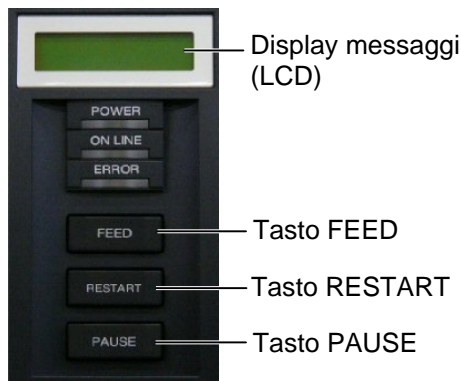 Display messaggi
(LCD)
POWER
ON LINE
ERROR
FEED
Tasto FEED
RESTART
Tasto RESTART
PAUSE
Tasto PAUSE